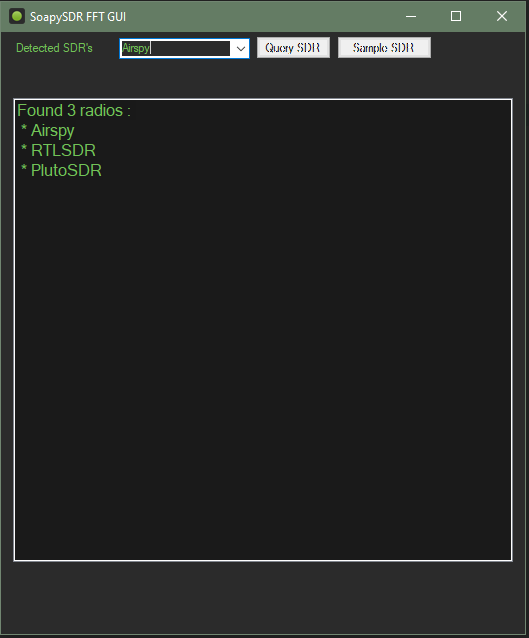 SoapySDR FFT GUI
Detected SDR's Airspy Query SDR Sample SDR
Found 3 radios :
* Airspy
* RTLSDR
* PlutoSDR